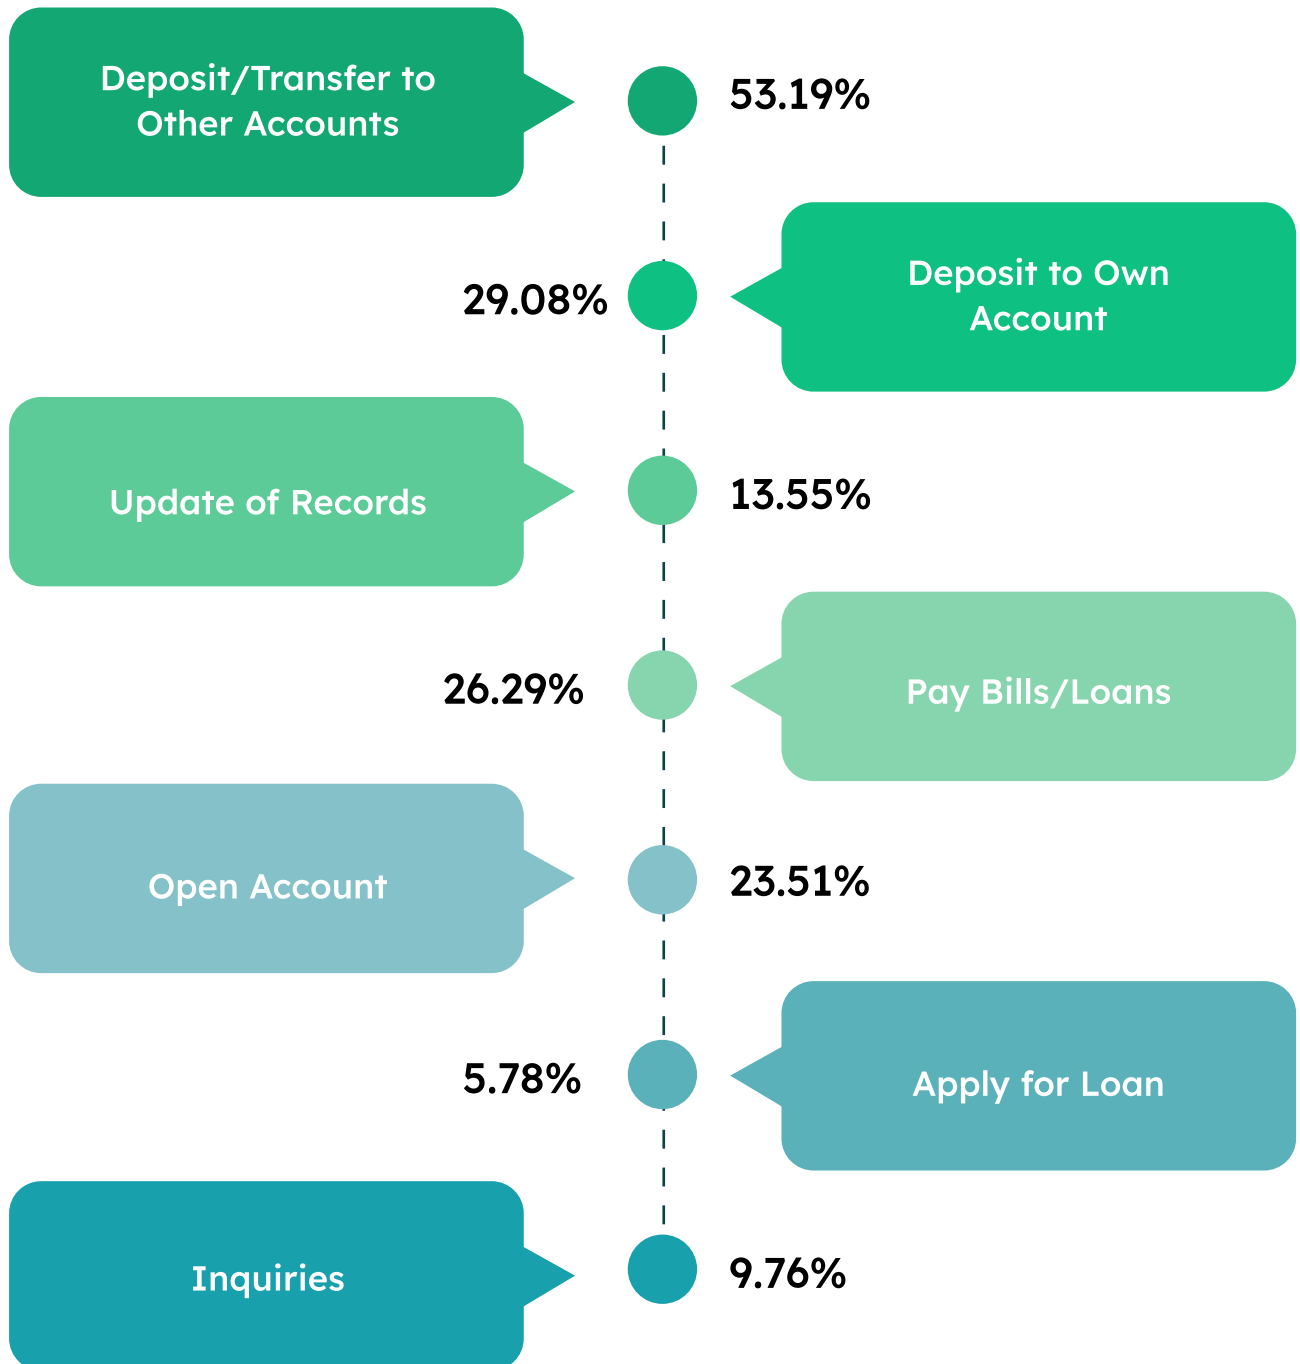 Deposit/Transfer to
Other Accounts
53.19%
29.08%
Deposit to Own
Account
Update of Records
13.55%
26.29%
Pay Bills/Loans
Open Account
23.51%
5.78%
Apply for Loan
Inquiries
9.76%